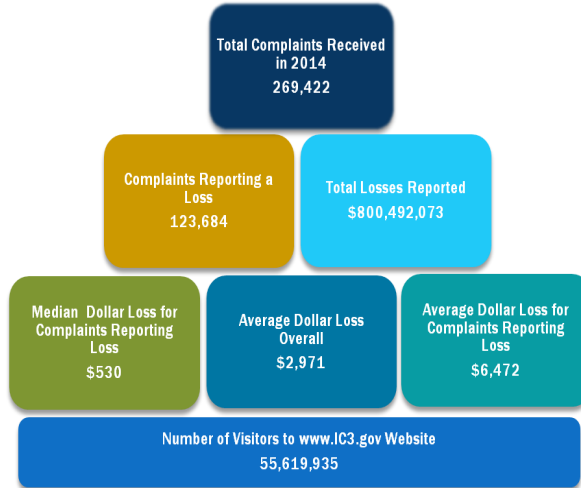 Total Complaints Received
in 2014
269,422
Complaints Reporting a
Loss
123,684
Total Losses Reported
$800,492,073
Median Dollar Loss for
Complaints Reporting
Loss
$530
Average Dollar Loss
Overall
$2,971
Average Dollar Loss for
Complaints Reporting
Loss
$6,472
Number of Visitors to www.IC3.gov Website
55,619,935